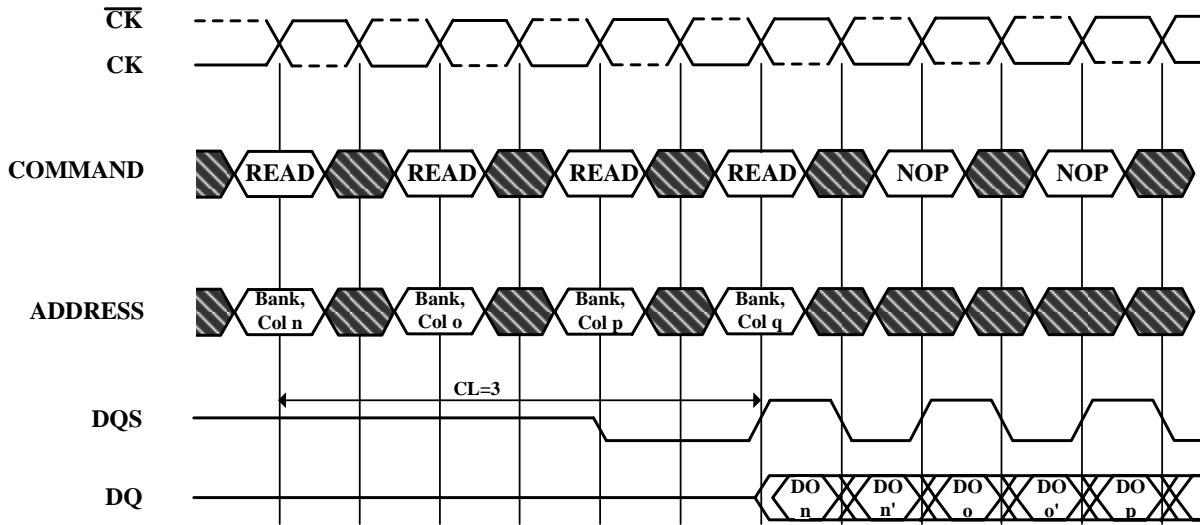 CK
CK
COMMAND
READ
READ
READ
READ
NOP
NOP
ADDRESS
Bank,
Col n
Bank,
Col o
Bank,
Col p
Bank,
Col q
CL=3
DQS
DQ
DO
n
DO
n'
DO
o
DO
o'
DO
p